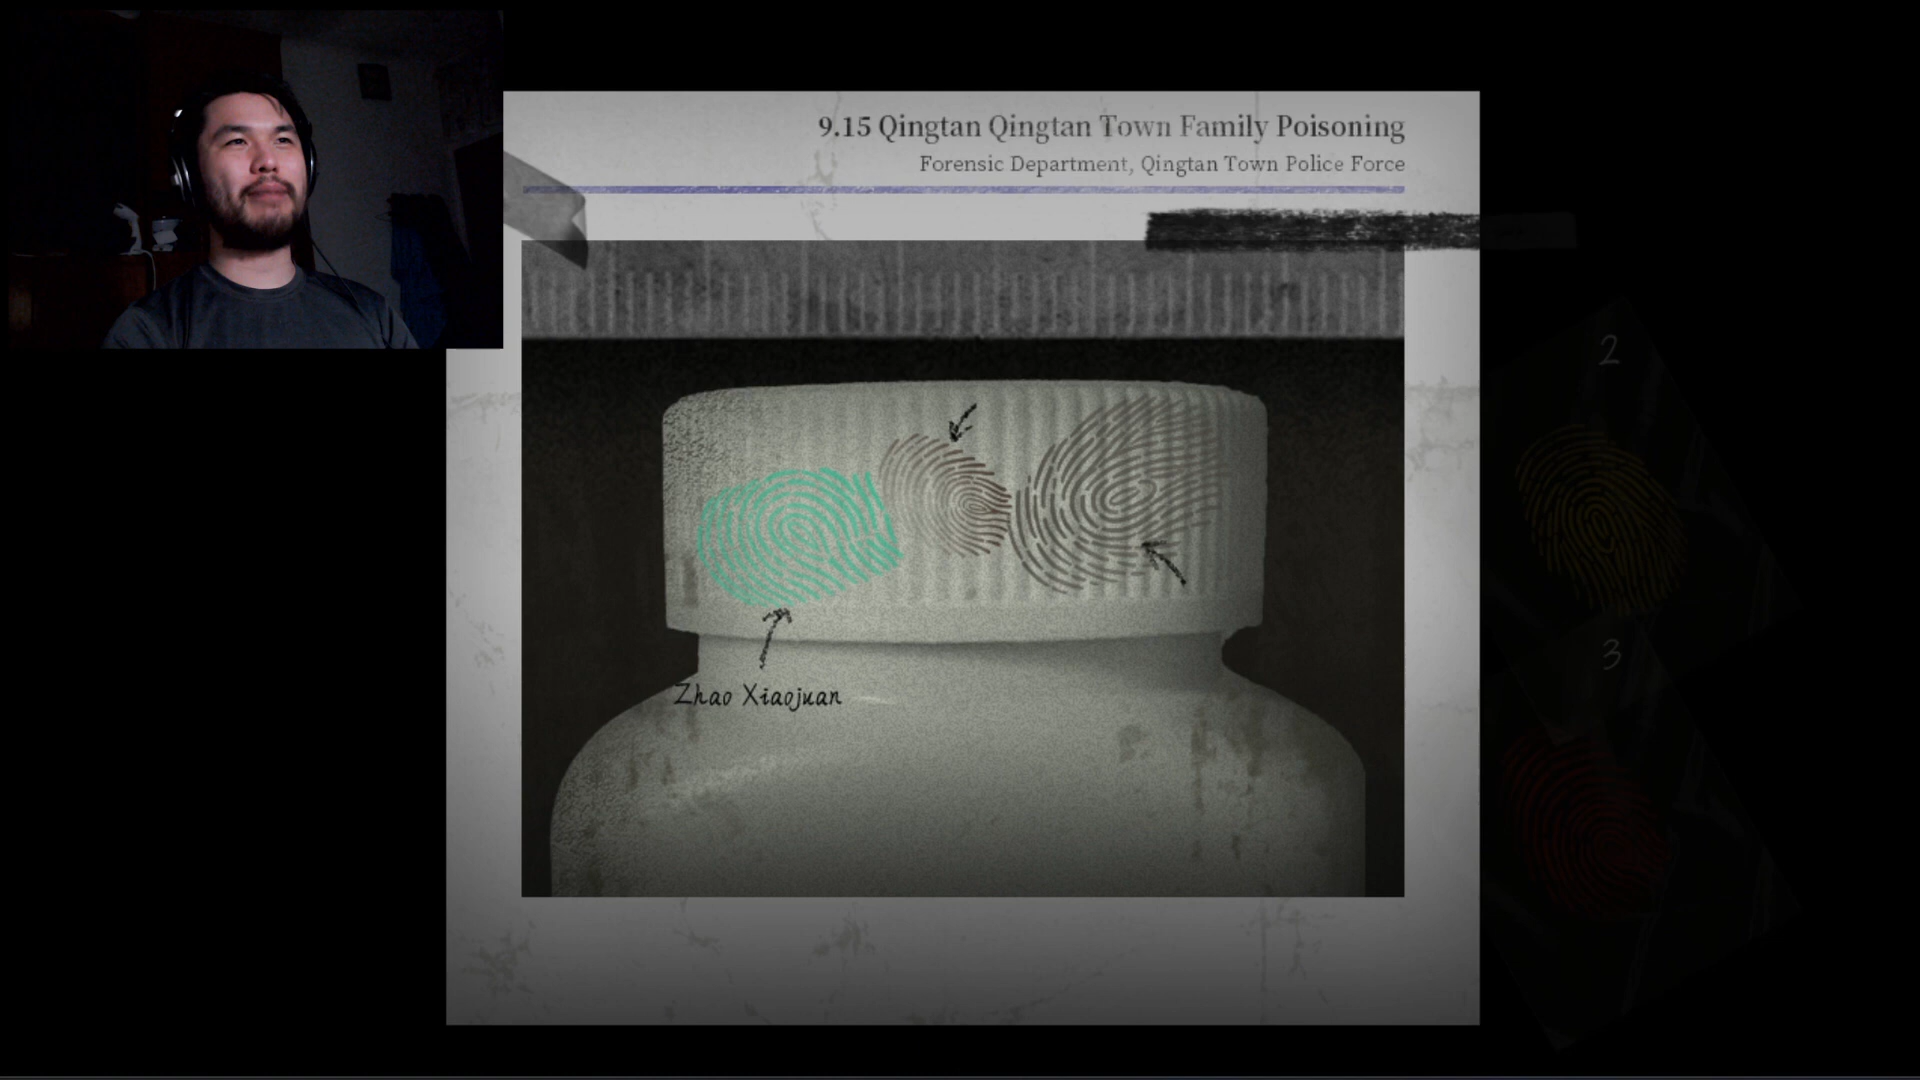 9.15 Qingtan Qingtan Town Family Poisoning
Forensic Department, Qingtan Town Police Force
2
3
Zhao Xiaojuan